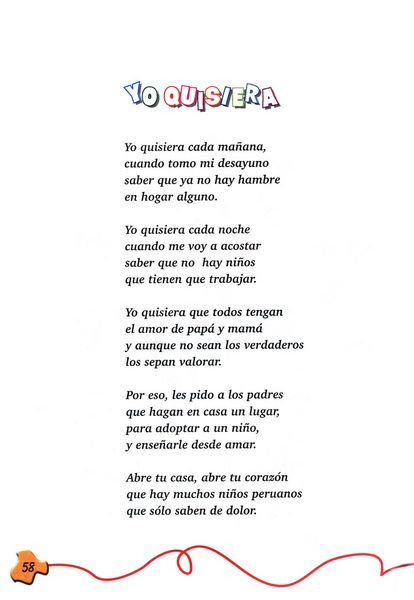 YO QUISIERA
Yo quisiera cada mañana,
cuando tomo mi desayuno
saber que ya no hay hambre
en hogar alguno.
Yo quisiera cada noche
cuando me voy a acostar
saber que no hay niños
que tienen que trabajar.
Yo quisiera que todos tengan
el amor de papá y mamá
y aunque no sean los verdaderos
los sepan valorar.
Por eso, les pido a los padres
que hagan en casa un lugar,
para adoptar a un niño,
y enseñarle desde amar.
Abre tu casa, abre tu corazón
que hay muchos niños peruanos
que sólo saben de dolor.
58